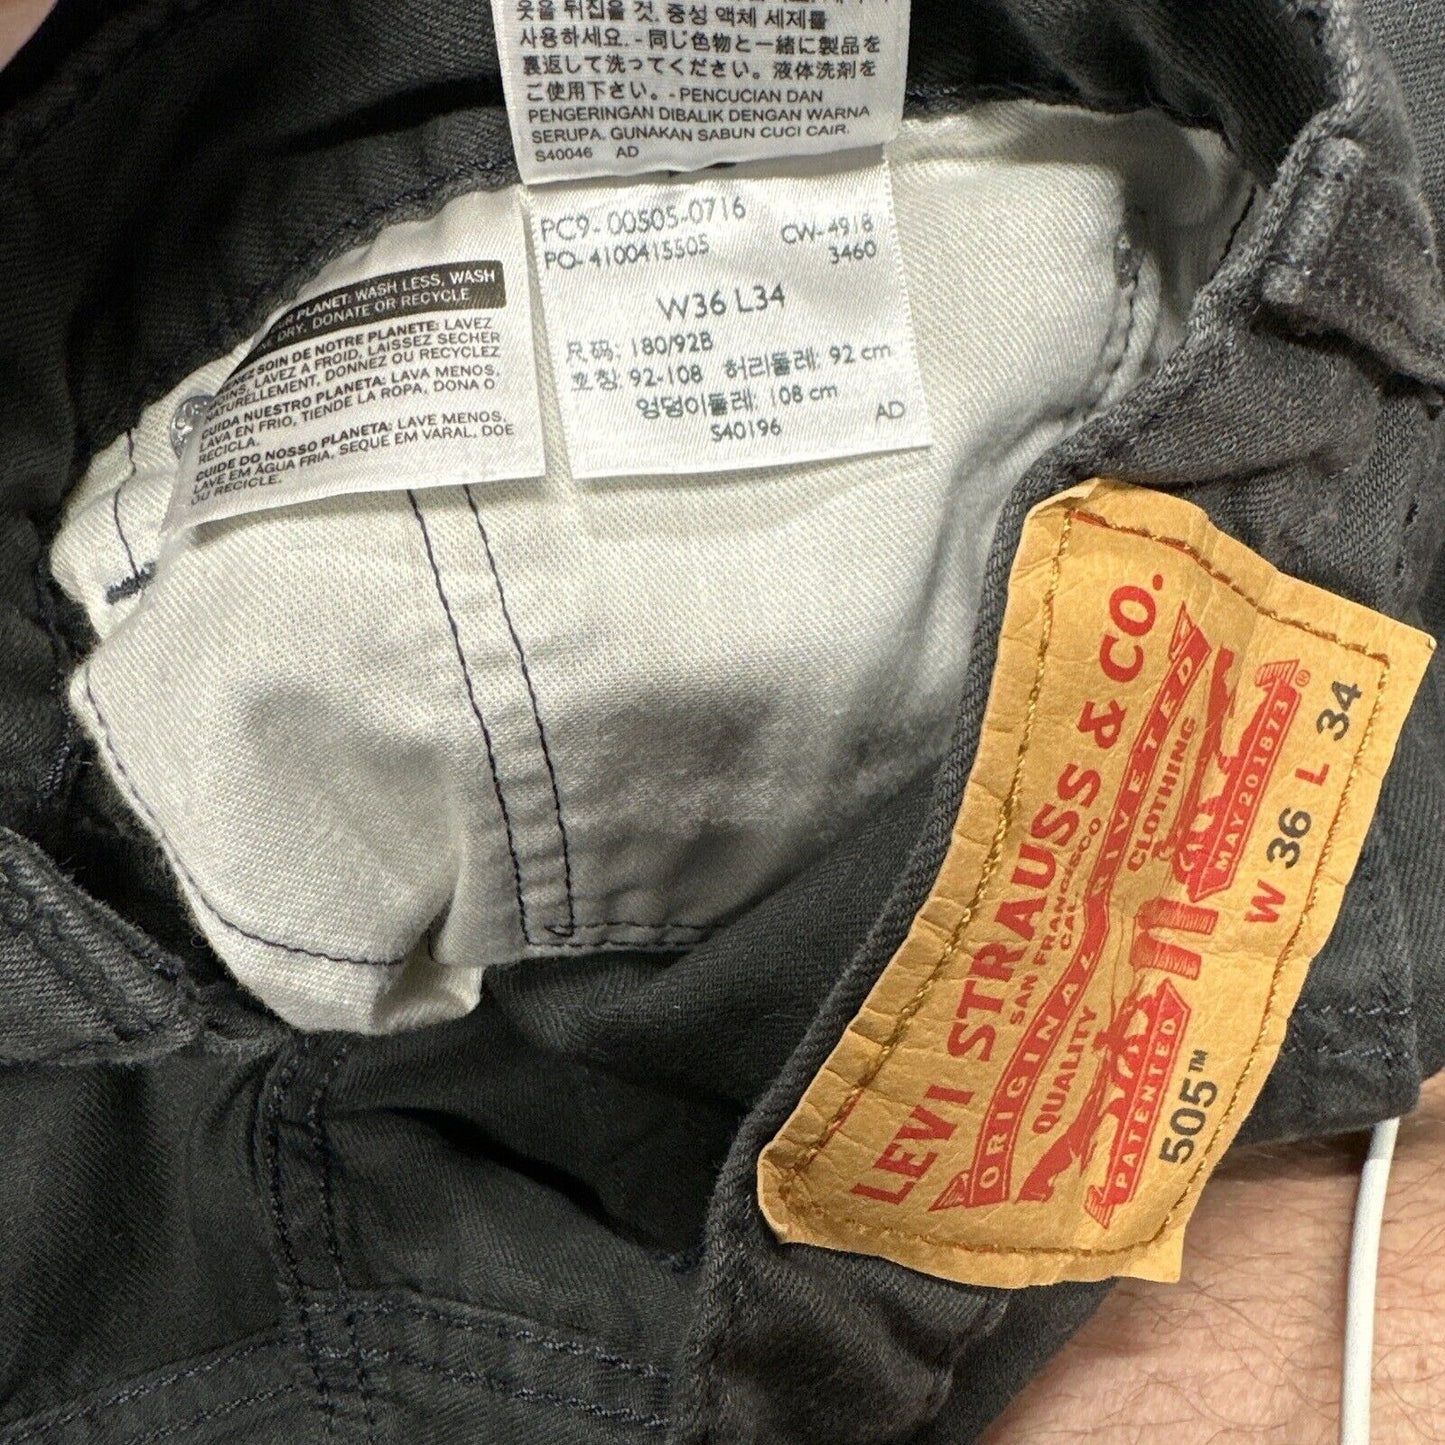 옷을 뒤집을 것. 중성 액체 세제를
사용하세요. - 同じ色物と一緒に製品を
裏返して洗ってください。液体洗剤を
ご使用下さい。- PENCUCIAN DAN
PENGERINGAN DIBALIK DENGAN WARNA
SERUPA. GUNAKAN SABUN CUCI CAIR.
S40046 AD
PC9-00505-0716
PO-4100415505
CW-4918
3460
W36 L34
尺码: 180/92B
호칭: 92-108 허리둘레: 92 cm
엉덩이둘레: 108 cm
S40196 AD
PLANET: WASH LESS, WASH
DRY, DONATE OR RECYCLE
SOIN DE NOTRE PLANETE: LAVEZ
LAVEZ A FROID, LAISSEZ SECHER
NATURELLEMENT, DONNEZ OU RECYCLEZ
CUIDA NUESTRO PLANETA: LAVA MENOS,
LAVA EN FRIO, TIENDE LA ROPA, DONA O
RECICLA.
CUIDE DO NOSSO PLANETA: LAVE MENOS,
LAVE EM ÁGUA FRIA, SEQUE EM VARAL, DOE
OU RECICLE.
LEVI STRAUSS & CO.
SAN FRANCISCO
CAL.
ORIGINAL RIVETED
QUALITY CLOTHING
PATENTED MAY 20 1873 ®
505™ W 36 L 34